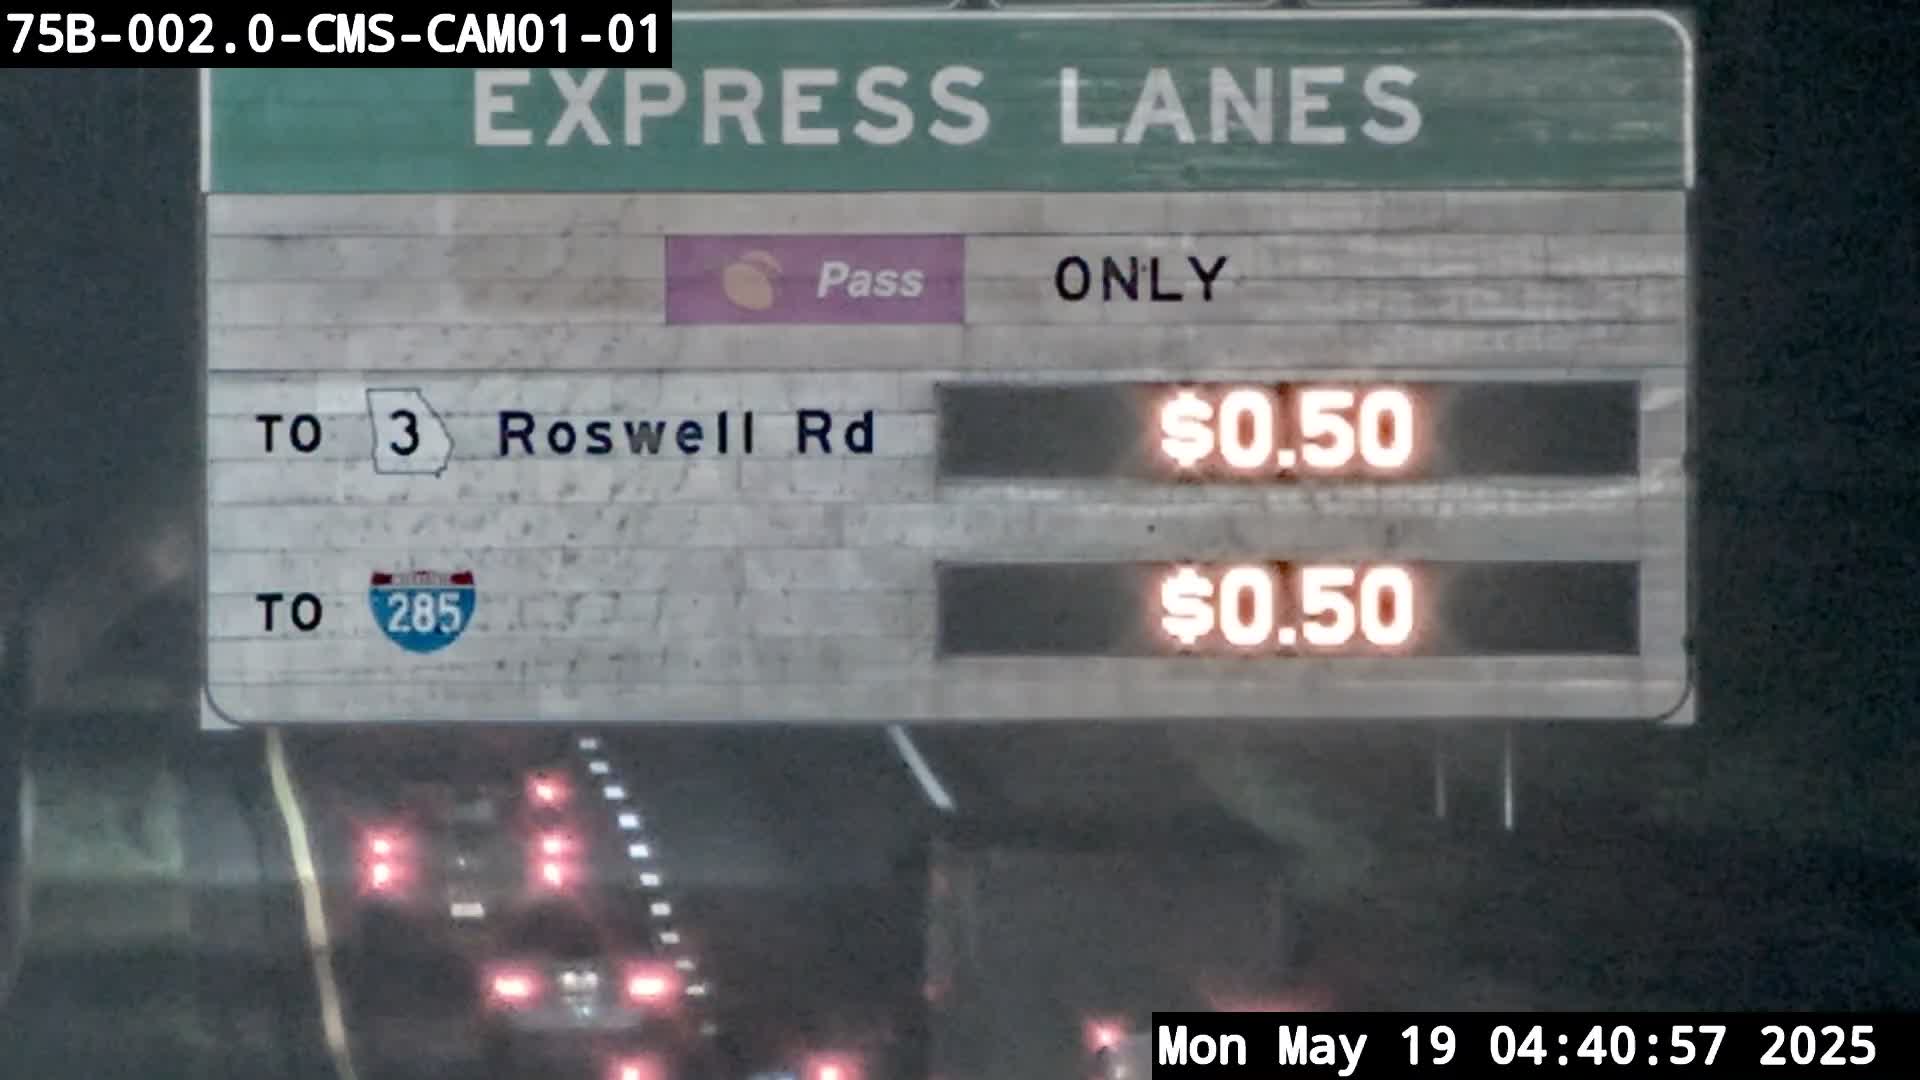 75B-002.0-CMS-CAM01-01
EXPRESS LANES
Pass ONLY
TO 3 Roswell Rd $0.50
TO 285 $0.50
Mon May 19 04:40:57 2025